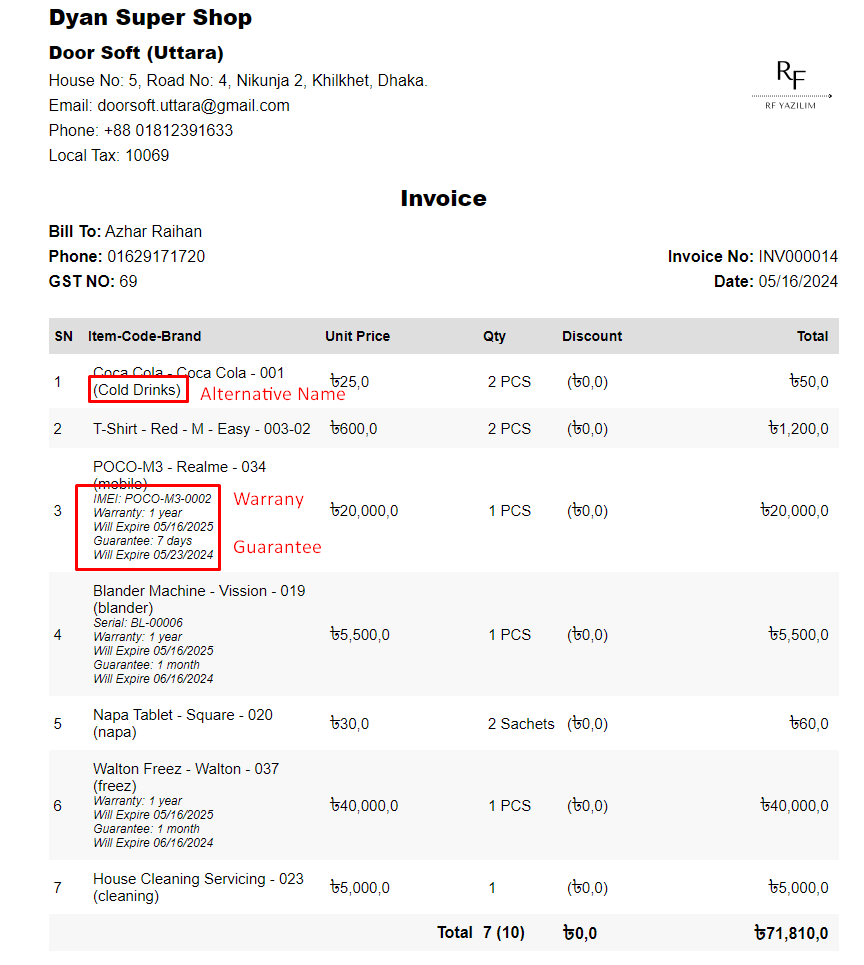 Dyan Super Shop
Door Soft (Uttara)
House No: 5, Road No: 4, Nikunja 2, Khilkhet, Dhaka.
Email: doorsoft.uttara@gmail.com
Phone: +88 01812391633
Local Tax: 10069
RF
RF YAZILIM
Invoice
Bill To: Azhar Raihan
Phone: 01629171720
GST NO: 69
Invoice No: INV000014
Date: 05/16/2024
SN Item-Code-Brand Unit Price Qty Discount Total
Coca Cola - Coca Cola - 001
1 (Cold Drinks) ৳25,0 2 PCS (৳0,0) ৳50,0
Alternative Name
2 T-Shirt - Red - M - Easy - 003-02 ৳600,0 2 PCS (৳0,0) ৳1,200,0
POCO-M3 - Realme - 034
(mobile)
IMEI: POCO-M3-0002
Warrany
3 Warranty: 1 year ৳20,000,0 1 PCS (৳0,0) ৳20,000,0
Will Expire 05/16/2025
Guarantee: 7 days
Guarantee
Will Expire 05/23/2024
Blander Machine - Vission - 019
(blander)
Serial: BL-00006
4 Warranty: 1 year ৳5,500,0 1 PCS (৳0,0) ৳5,500,0
Will Expire 05/16/2025
Guarantee: 1 month
Will Expire 06/16/2024
Napa Tablet - Square - 020
5 (napa) ৳30,0 2 Sachets (৳0,0) ৳60,0
Walton Freez - Walton - 037
(freez)
Warranty: 1 year
6 Will Expire 05/16/2025 ৳40,000,0 1 PCS (৳0,0) ৳40,000,0
Guarantee: 1 month
Will Expire 06/16/2024
House Cleaning Servicing - 023
7 (cleaning) ৳5,000,0 1 (৳0,0) ৳5,000,0
Total 7 (10) ৳0,0 ৳71,810,0